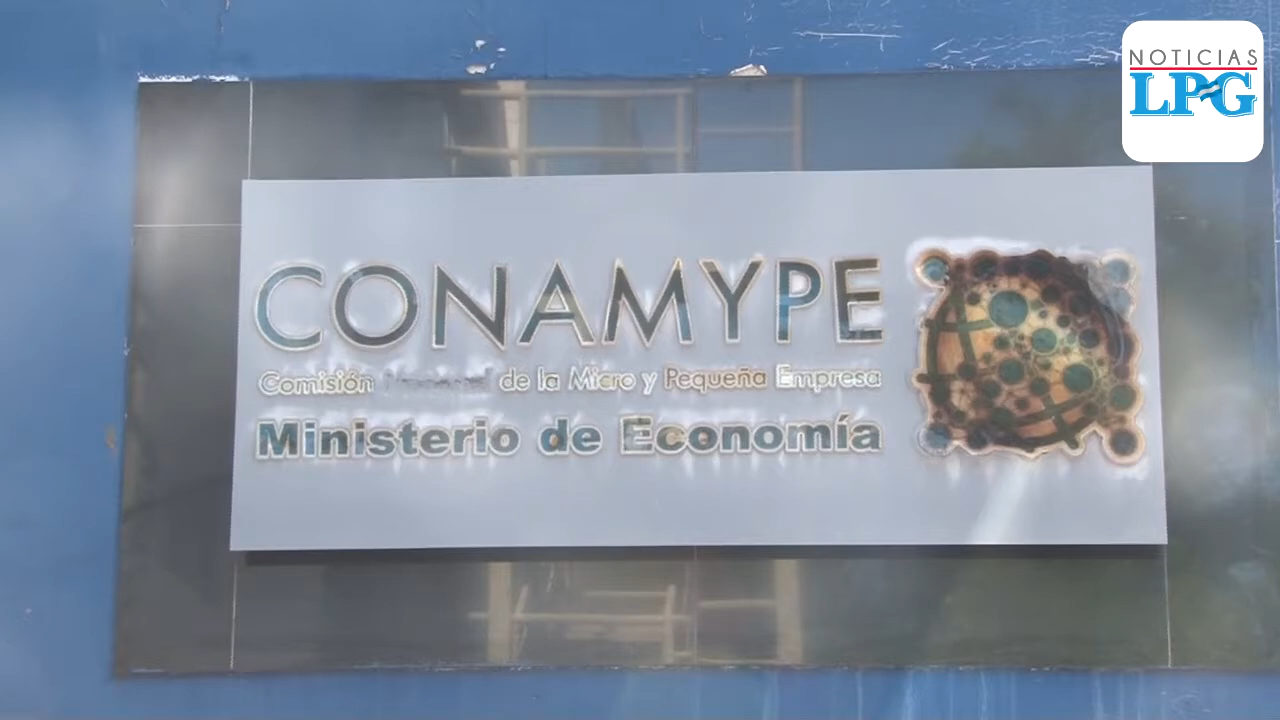 NOTICIAS
LPG
CONAMYPE
Comisión de la Micro y Pequeña Empresa
Ministerio de Economía